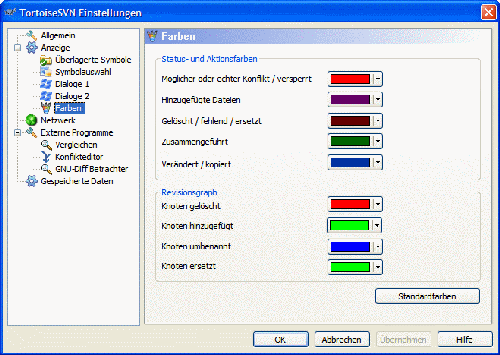 TortoiseSVN Einstellungen
Allgemein
Anzeige
Überlagerte Symbole
Symbolauswahl
Dialoge 1
Dialoge 2
Farben
Netzwerk
Externe Programme
Vergleichen
Konflikteditor
GNU-Diff Betrachter
Gespeicherte Daten
Farben
Status- und Aktionsfarben
Möglicher oder echter Konflikt / versperrt
Hinzugefügte Dateien
Gelöscht / fehlend / ersetzt
Zusammengeführt
Verändert / kopiert
Revisionsgraph
Knoten gelöscht
Knoten hinzugefügt
Knoten umbenannt
Knoten ersetzt
Standardfarben
OK
Abbrechen
Übernehmen
Hilfe